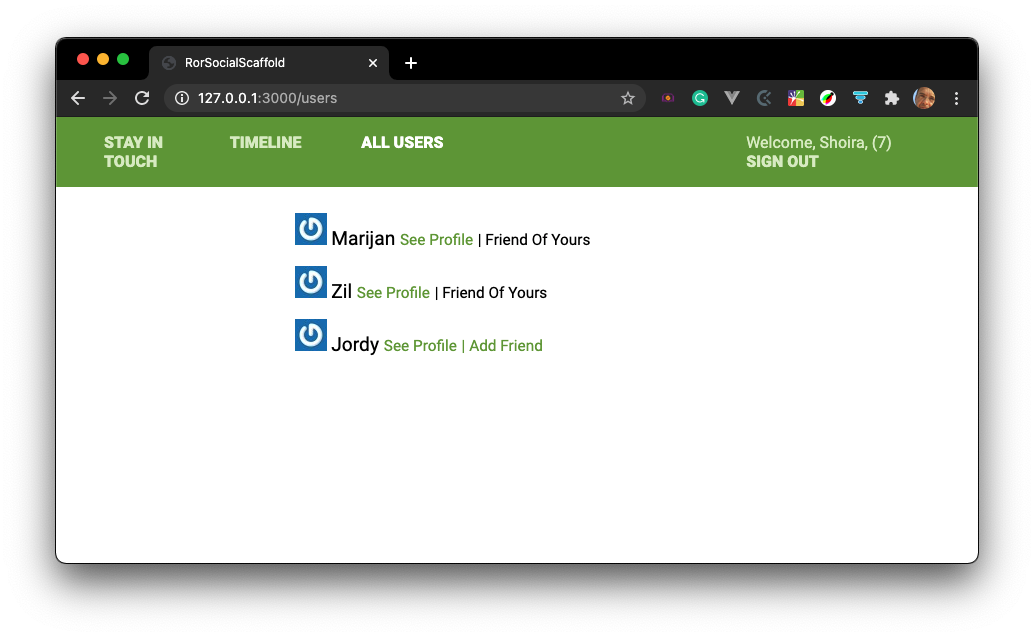 RorSocialScaffold
127.0.0.1:3000/users
STAY IN
TOUCH
TIMELINE
ALL USERS
Welcome, Shoira, (7)
SIGN OUT
Marijan See Profile | Friend Of Yours
Zil See Profile | Friend Of Yours
Jordy See Profile | Add Friend